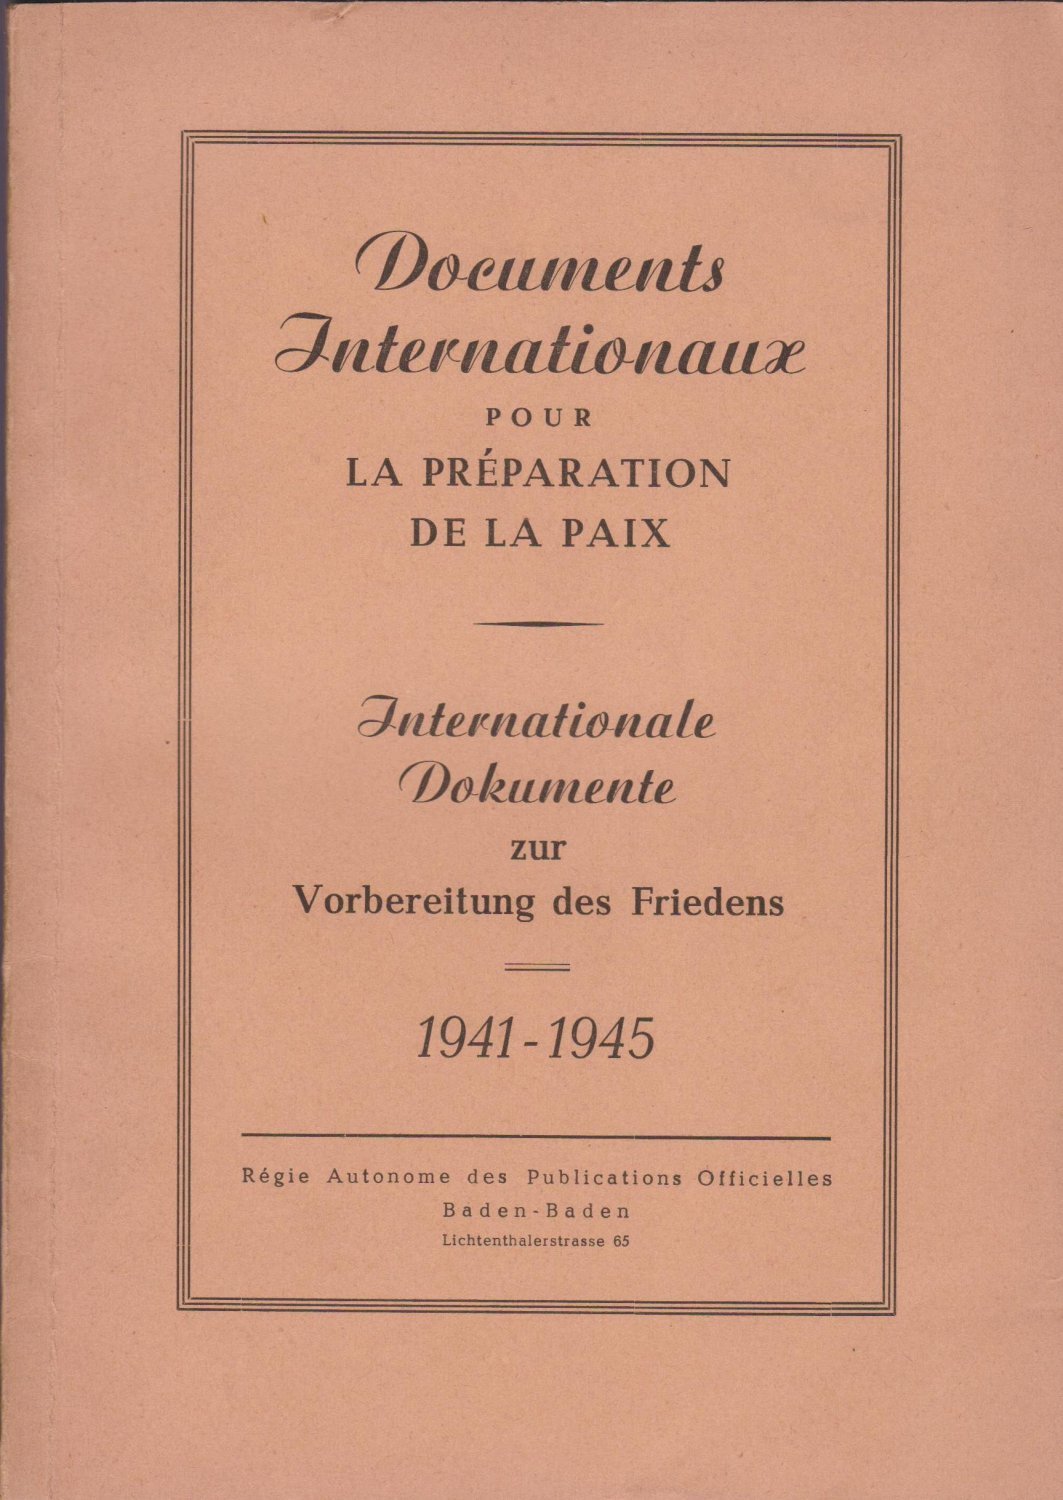 Documents
Internationaux
POUR
LA PRÉPARATION
DE LA PAIX
Internationale
Dokumente
zur
Vorbereitung des Friedens
1941-1945
Régie Autonome des Publications Officielles
Baden-Baden
Lichtenthalerstrasse 65